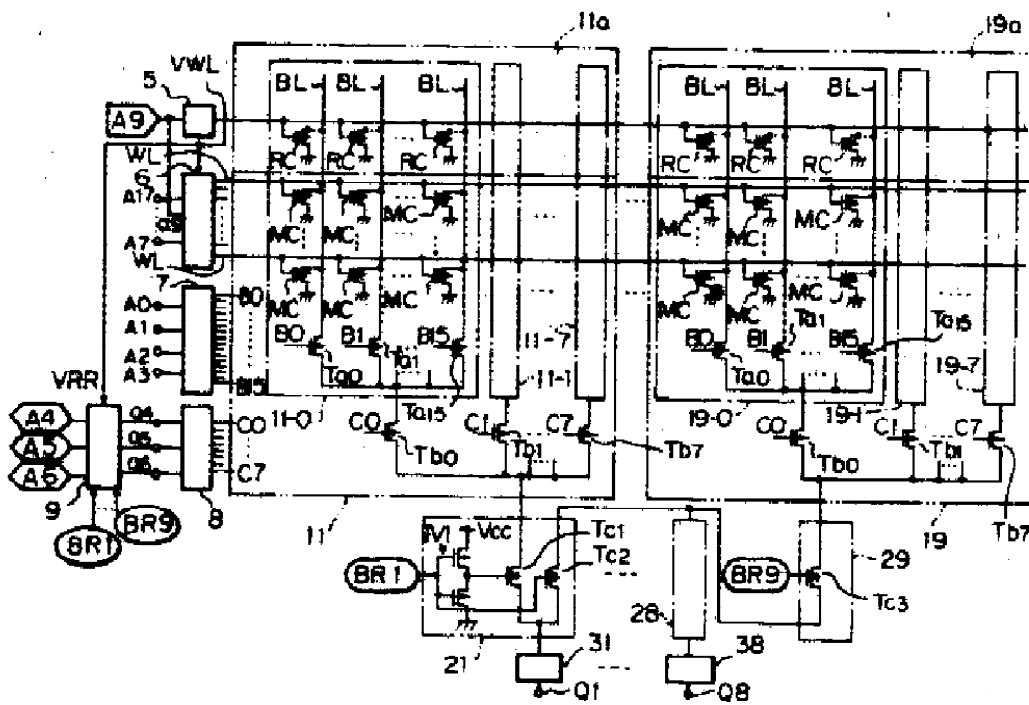 11a
19a
VWL
5
BL BL BL
BL BL BL
A9
RC RC RC
RC RC RC
WL
6
A17
a9
MC MC MC
MC MC MC
A7
WL
7
MC MC MC
MC MC MC
A0
A1
A2
A3
B0
B15
B0 B1 B15
Ta0 Ta1 Ta15
11-7
11-1
11-0
B0 B1 B15
Ta0 Ta1 Ta15
19-7
19-1
19-0
VRR
A4
A5
A6
Q4
Q5
Q6
C0
C7
9
8
BR1
BR9
C0 C1 C7
Tb0 Tb1 Tb7
11
C0 C1 C7
Tb0 Tb1 Tb7
19
IV1
Vcc
Tc1
Tc2
BR1
21
31
Q1
28
38
Q8
BR9
29
Tc3